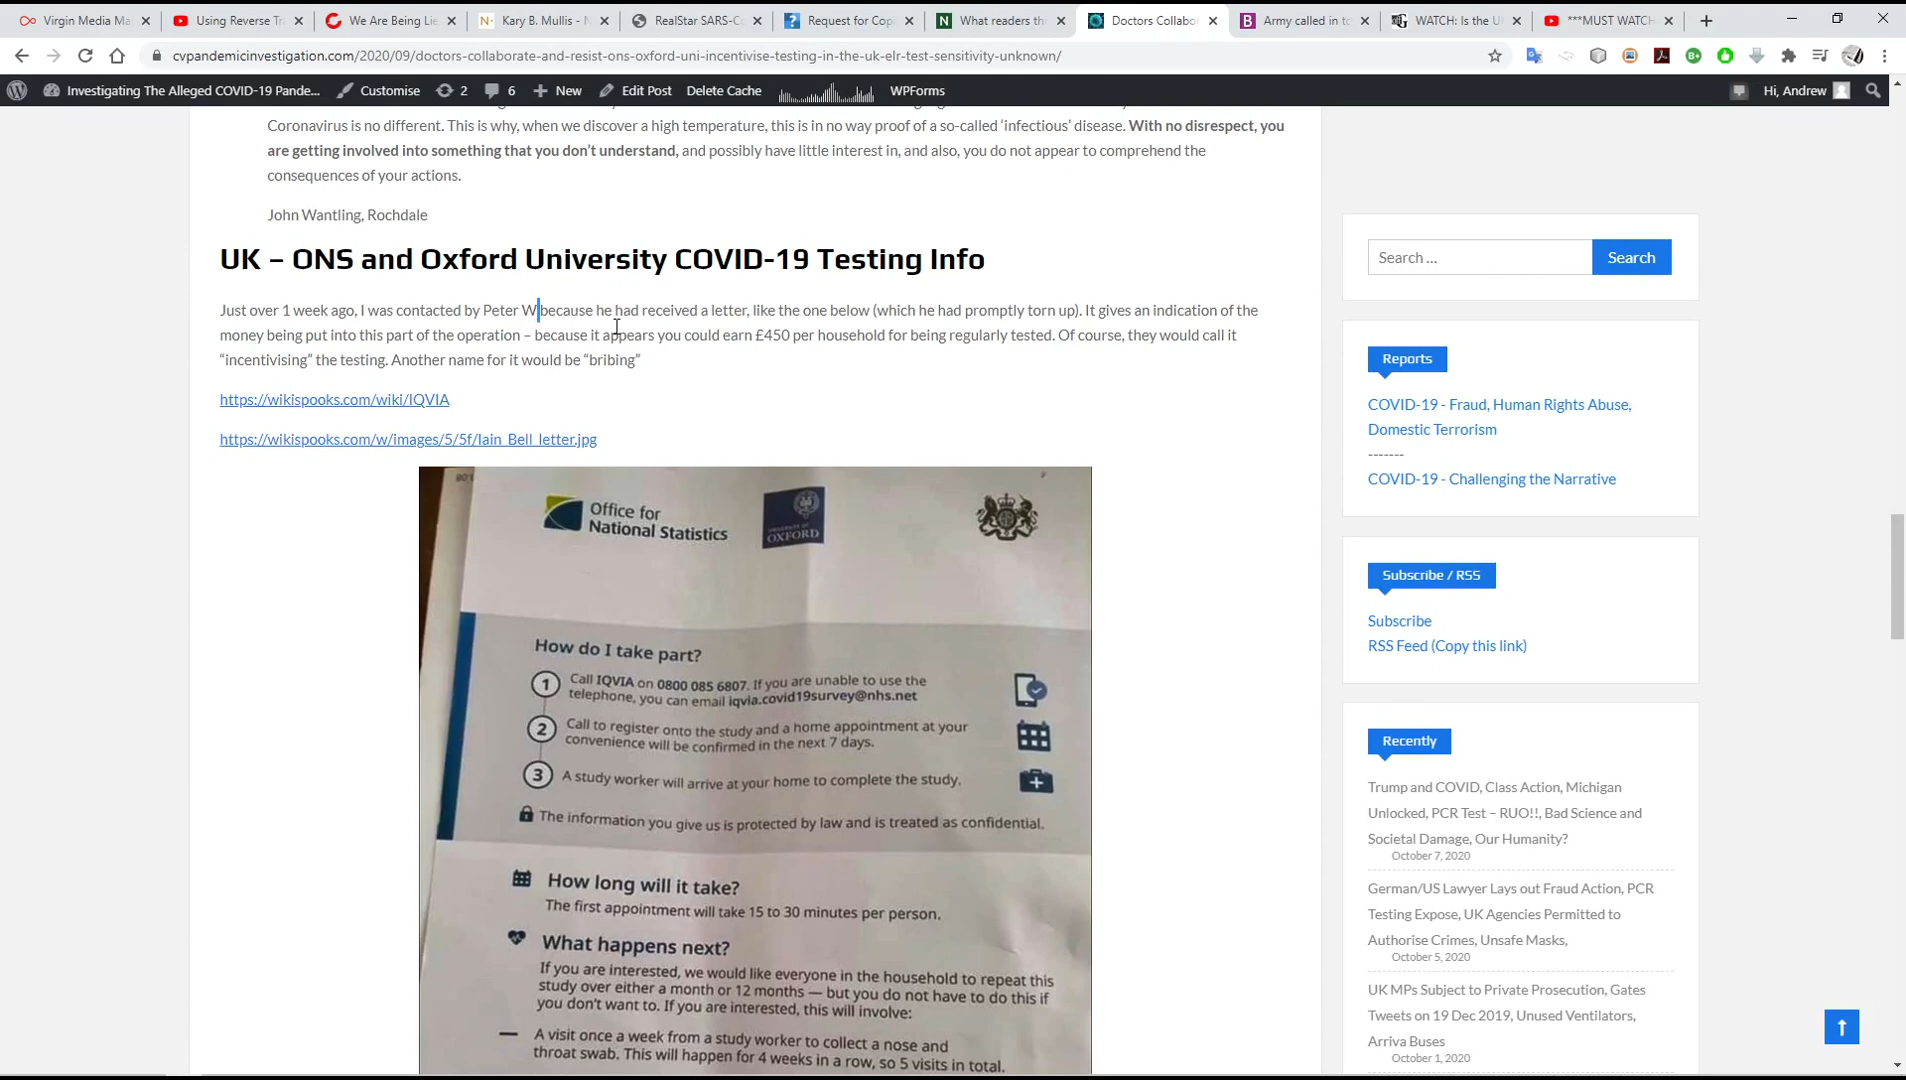 Virgin Media Ma
Using Reverse Tr
We Are Being Lie
Kary B. Mullis - N
RealStar SARS-Co
Request for Copi
What readers thi
Doctors Collabo
Army called in to
WATCH: Is the U
***MUST WATCH
cvpandemicinvestigation.com/2020/09/doctors-collaborate-and-resist-ons-oxford-uni-incentivise-testing-in-the-uk-elr-test-sensitivity-unknown/
Investigating The Alleged COVID-19 Pande... Customise 2 6 New Edit Post Delete Cache WPForms Hi, Andrew
Coronavirus is no different. This is why, when we discover a high temperature, this is in no way proof of a so-called ‘infectious’ disease. With no disrespect, you
are getting involved into something that you don’t understand, and possibly have little interest in, and also, you do not appear to comprehend the
consequences of your actions.
John Wantling, Rochdale
UK – ONS and Oxford University COVID-19 Testing Info
Just over 1 week ago, I was contacted by Peter W because he had received a letter, like the one below (which he had promptly torn up). It gives an indication of the
money being put into this part of the operation – because it appears you could earn £450 per household for being regularly tested. Of course, they would call it
“incentivising” the testing. Another name for it would be “bribing”
https://wikispooks.com/wiki/IQVIA
https://wikispooks.com/w/images/5/5f/Iain_Bell_letter.jpg
Office for
National Statistics
UNIVERSITY OF
OXFORD
How do I take part?
1 Call IQVIA on 0800 085 6807. If you are unable to use the
telephone, you can email iqvia.covid19survey@nhs.net
2 Call to register onto the study and a home appointment at your
convenience will be confirmed in the next 7 days.
3 A study worker will arrive at your home to complete the study.
The information you give us is protected by law and is treated as confidential.
How long will it take?
The first appointment will take 15 to 30 minutes per person.
What happens next?
If you are interested, we would like everyone in the household to repeat this
study over either a month or 12 months — but you do not have to do this if
you don't want to. If you are interested, this will involve:
— A visit once a week from a study worker to collect a nose and
throat swab. This will happen for 4 weeks in a row, so 5 visits in total.
Search …
Search
Reports
COVID-19 - Fraud, Human Rights Abuse,
Domestic Terrorism
-------
COVID-19 - Challenging the Narrative
Subscribe / RSS
Subscribe
RSS Feed (Copy this link)
Recently
Trump and COVID, Class Action, Michigan
Unlocked, PCR Test – RUO!!, Bad Science and
Societal Damage, Our Humanity?
October 7, 2020
German/US Lawyer Lays out Fraud Action, PCR
Testing Expose, UK Agencies Permitted to
Authorise Crimes, Unsafe Masks,
October 5, 2020
UK MPs Subject to Private Prosecution, Gates
Tweets on 19 Dec 2019, Unused Ventilators,
Arriva Buses
October 1, 2020